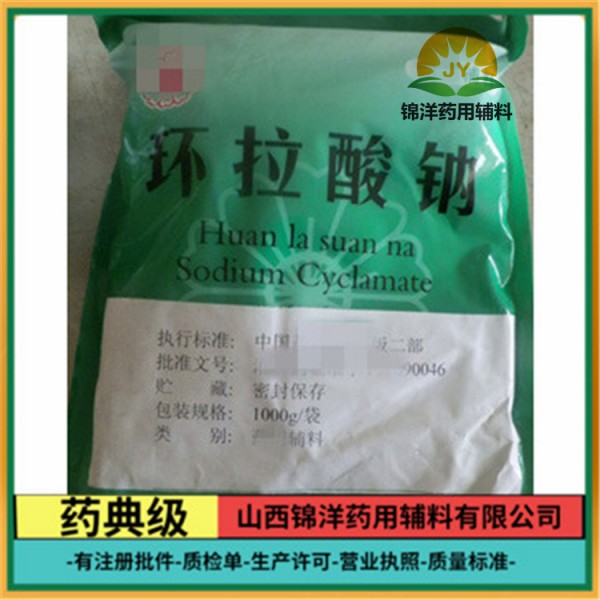 JY
锦洋药用辅料
环拉酸钠
Huan la suan na
Sodium Cyclamate
执行标准: 中国 二部
批准文号: 90046
贮 藏: 密封保存
包装规格: 1000g/袋
类 别: 辅料
药典级
山西锦洋药用辅料有限公司
-有注册批件-质检单-生产许可-营业执照-质量标准-